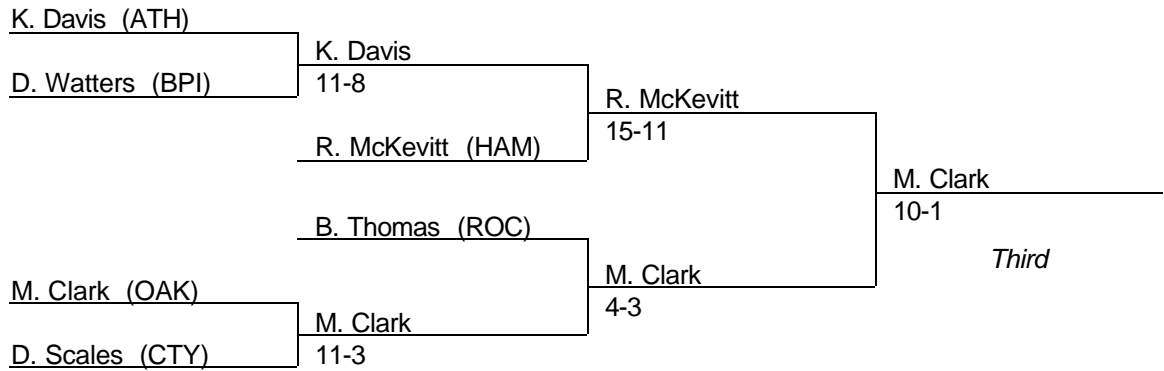 K. Davis (ATH)
K. Davis
D. Watters (BPI)
11-8
R. McKevitt
15-11
R. McKevitt (HAM)
M. Clark
10-1
B. Thomas (ROC)
Third
M. Clark
M. Clark (OAK)
4-3
M. Clark
D. Scales (CTY)
11-3